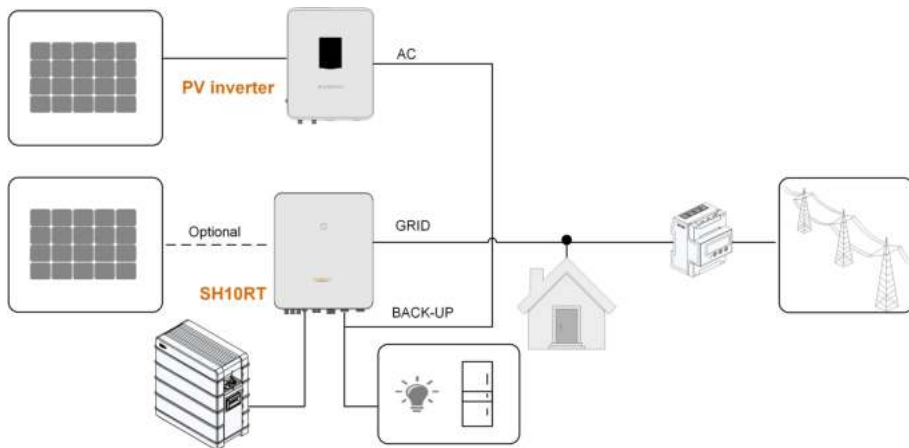 AC
PV inverter
Optional
GRID
SH10RT
BACK-UP